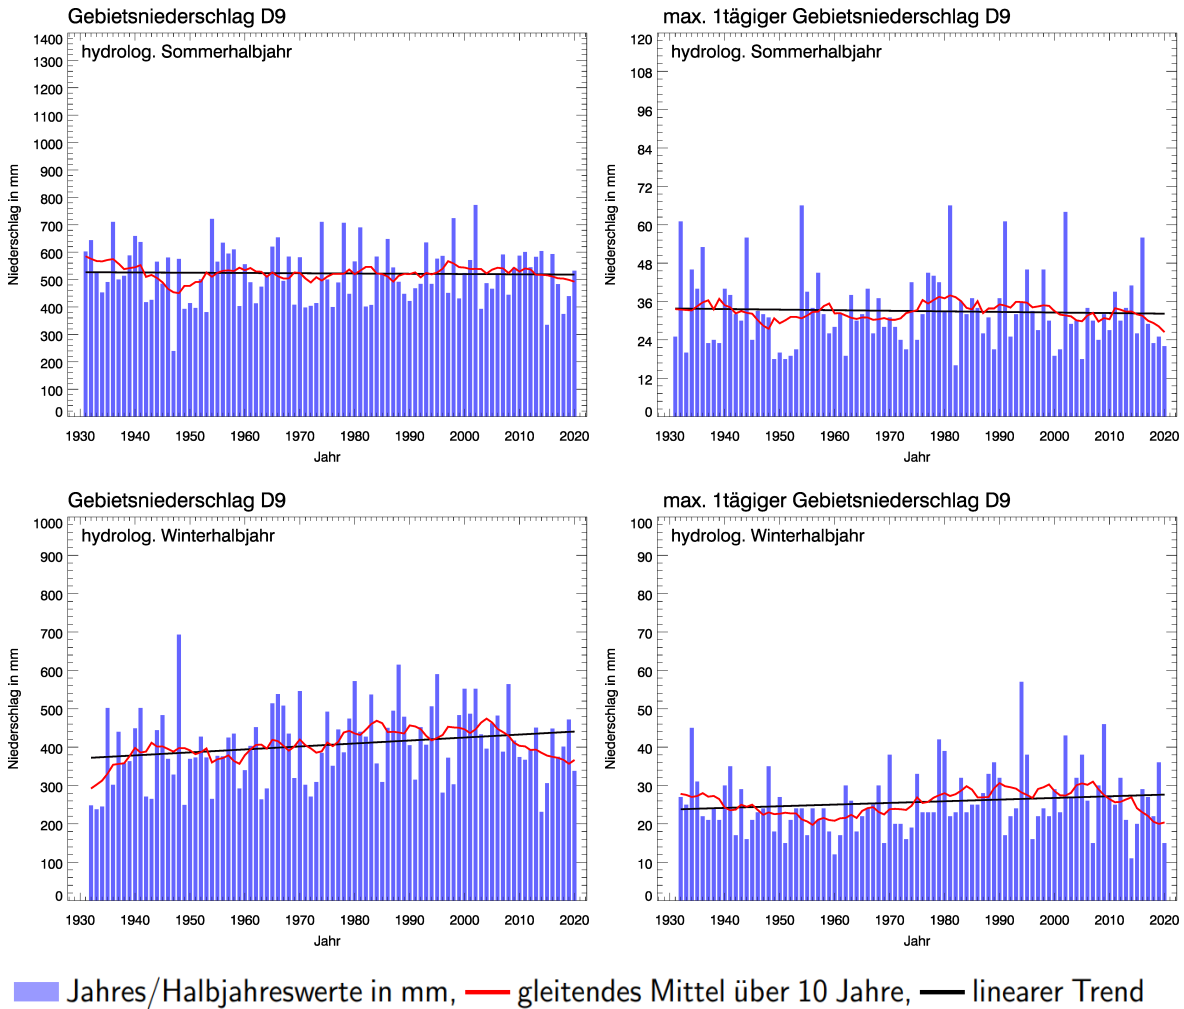 Gebietsniederschlag D9
hydrolog. Sommerhalbjahr
Niederschlag in mm
1400
1300
1200
1100
1000
900
800
700
600
500
400
300
200
100
0
1930 1940 1950 1960 1970 1980 1990 2000 2010 2020
Jahr
max. 1tägiger Gebietsniederschlag D9
hydrolog. Sommerhalbjahr
Niederschlag in mm
120
108
96
84
72
60
48
36
24
12
0
1930 1940 1950 1960 1970 1980 1990 2000 2010 2020
Jahr
Gebietsniederschlag D9
hydrolog. Winterhalbjahr
Niederschlag in mm
1000
900
800
700
600
500
400
300
200
100
0
1930 1940 1950 1960 1970 1980 1990 2000 2010 2020
Jahr
max. 1tägiger Gebietsniederschlag D9
hydrolog. Winterhalbjahr
Niederschlag in mm
100
90
80
70
60
50
40
30
20
10
0
1930 1940 1950 1960 1970 1980 1990 2000 2010 2020
Jahr
Jahres/Halbjahreswerte in mm, gleitendes Mittel über 10 Jahre, linearer Trend